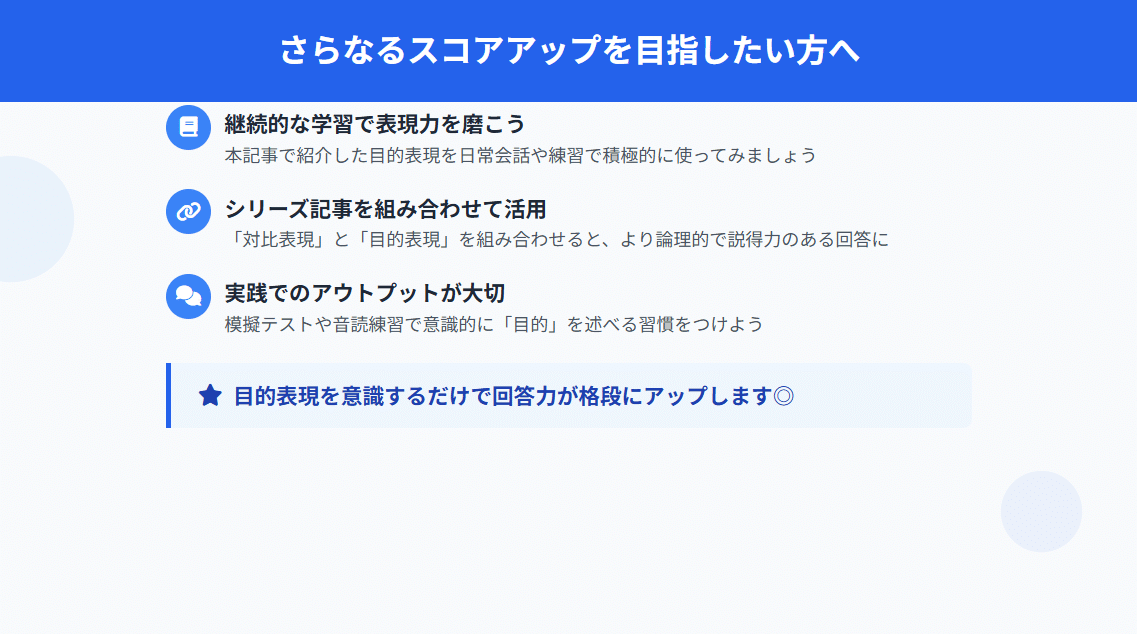 さらなるスコアアップを目指したい方へ
継続的な学習で表現力を磨こう
本記事で紹介した目的表現を日常会話や練習で積極的に使ってみましょう
シリーズ記事を組み合わせて活用
「対比表現」と「目的表現」を組み合わせると、より論理的で説得力のある回答に
実践でのアウトプットが大切
模擬テストや音読練習で意識的に「目的」を述べる習慣をつけよう
目的表現を意識するだけで回答力が格段にアップします◎